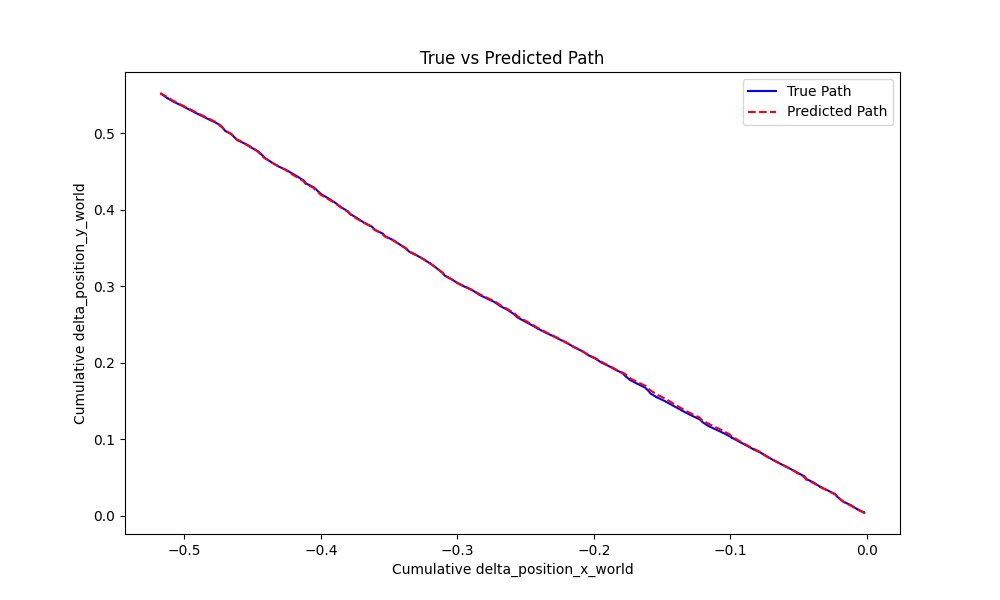 True vs Predicted Path
True Path
Predicted Path
Cumulative delta_position_y_world
0.5
0.4
0.3
0.2
0.1
0.0
−0.5
−0.4
−0.3
−0.2
−0.1
0.0
Cumulative delta_position_x_world